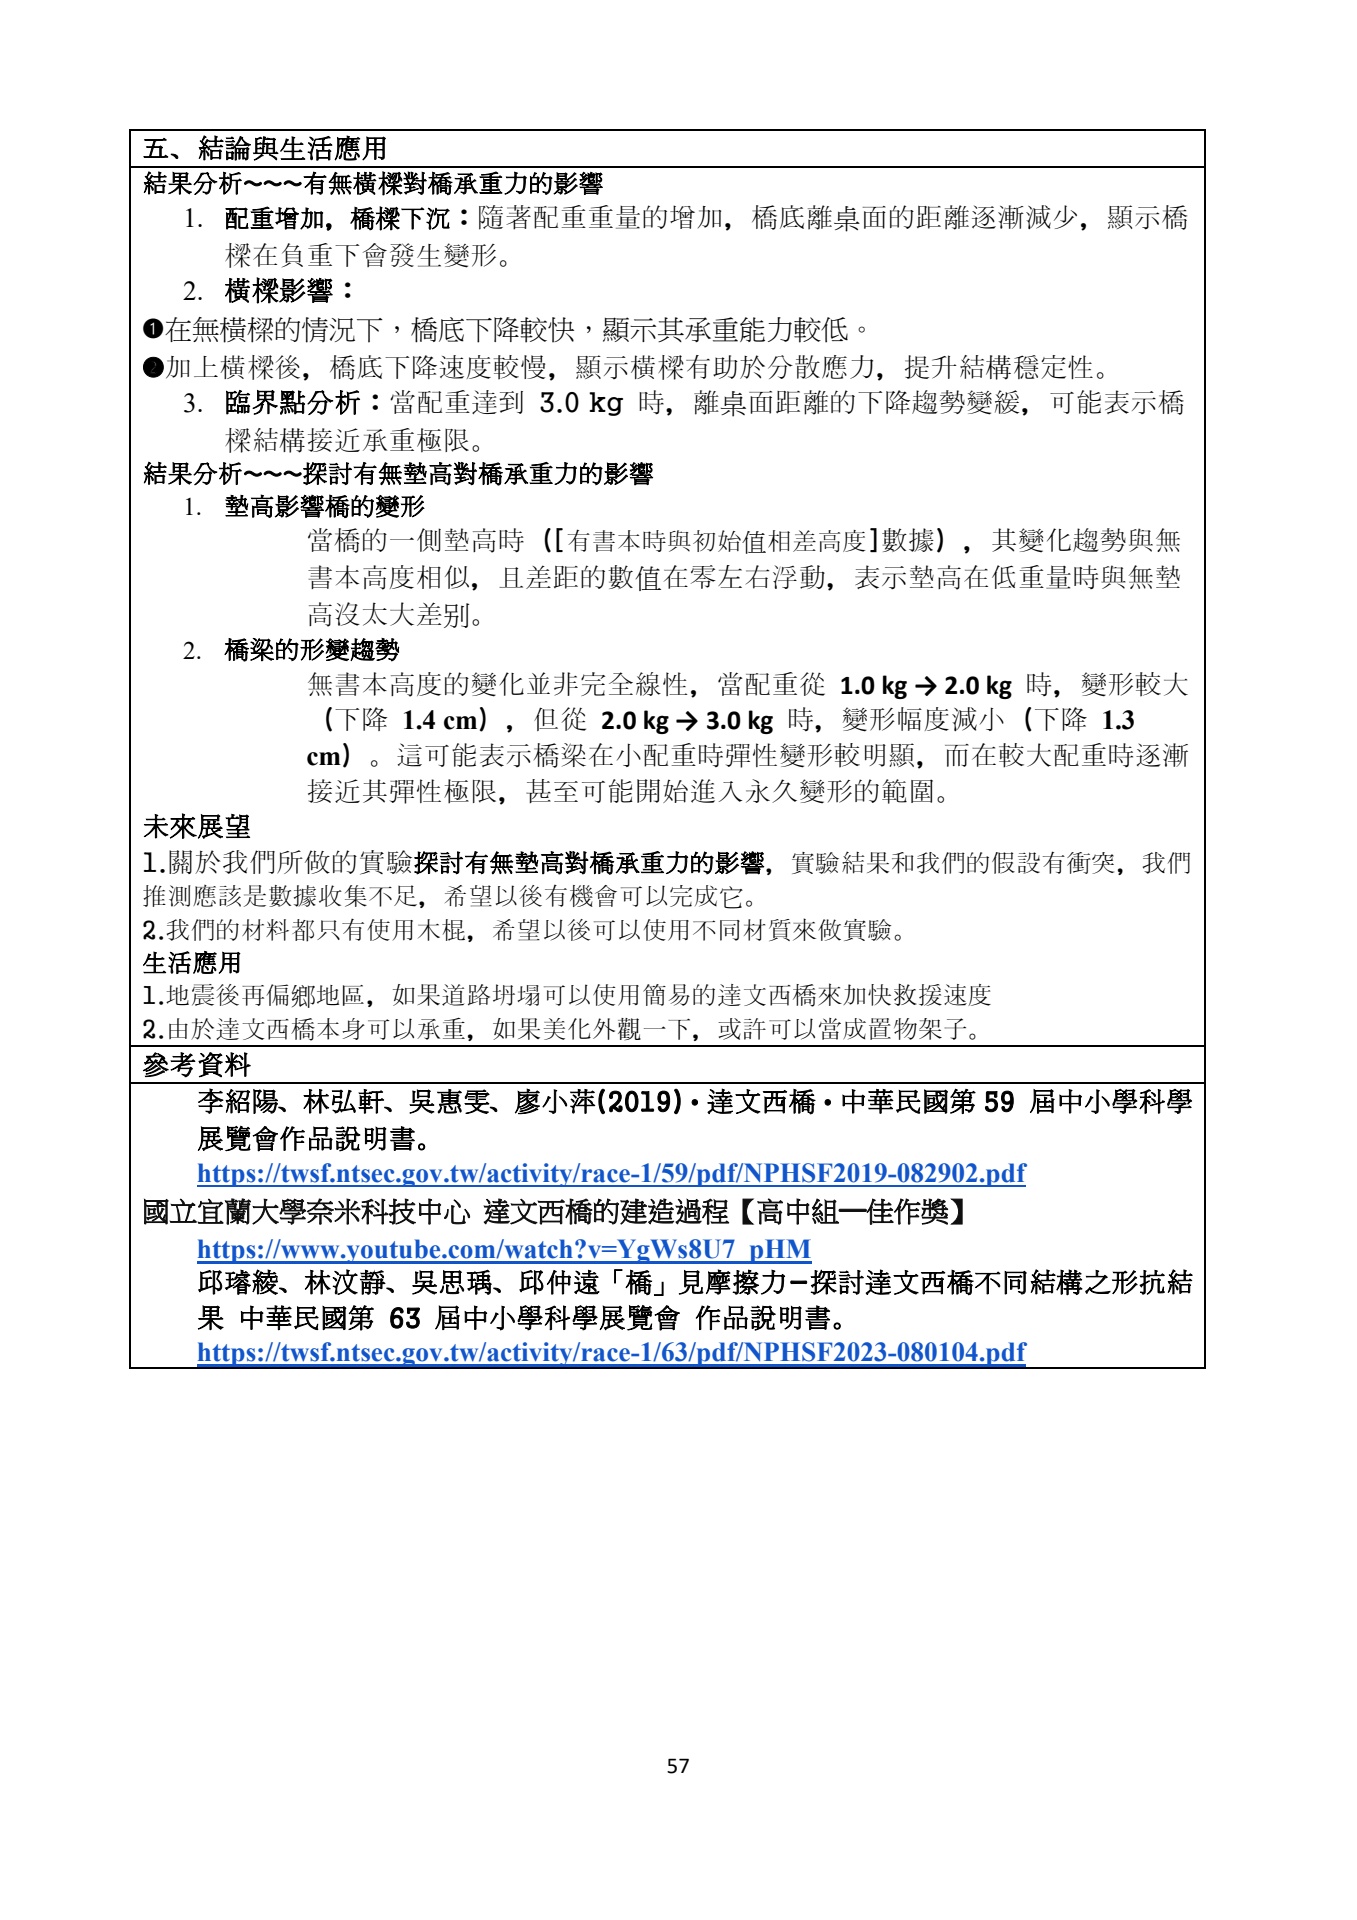 五、結論與生活應用
結果分析~~~有無橫樑對橋承重力的影響
1. 配重增加，橋樑下沉：隨著配重重量的增加，橋底離桌面的距離逐漸減少，顯示橋
樑在負重下會發生變形。
2. 橫樑影響：
❶在無橫樑的情況下，橋底下降較快，顯示其承重能力較低。
❷加上橫樑後，橋底下降速度較慢，顯示橫樑有助於分散應力，提升結構穩定性。
3. 臨界點分析：當配重達到 3.0 kg 時，離桌面距離的下降趨勢變緩，可能表示橋
樑結構接近承重極限。
結果分析~~~探討有無墊高對橋承重力的影響
1. 墊高影響橋的變形
當橋的一側墊高時（[有書本時與初始值相差高度]數據），其變化趨勢與無
書本高度相似，且差距的數值在零左右浮動，表示墊高在低重量時與無墊
高沒太大差別。
2. 橋梁的形變趨勢
無書本高度的變化並非完全線性，當配重從 1.0 kg → 2.0 kg 時，變形較大
（下降 1.4 cm），但從 2.0 kg → 3.0 kg 時，變形幅度減小（下降 1.3
cm）。這可能表示橋梁在小配重時彈性變形較明顯，而在較大配重時逐漸
接近其彈性極限，甚至可能開始進入永久變形的範圍。
未來展望
1.關於我們所做的實驗探討有無墊高對橋承重力的影響，實驗結果和我們的假設有衝突，我們
推測應該是數據收集不足，希望以後有機會可以完成它。
2.我們的材料都只有使用木棍，希望以後可以使用不同材質來做實驗。
生活應用
1.地震後再偏鄉地區，如果道路坍塌可以使用簡易的達文西橋來加快救援速度
2.由於達文西橋本身可以承重，如果美化外觀一下，或許可以當成置物架子。
參考資料
李紹陽、林弘軒、吳惠雯、廖小萍(2019)•達文西橋•中華民國第 59 屆中小學科學
展覽會作品說明書。
https://twsf.ntsec.gov.tw/activity/race-1/59/pdf/NPHSF2019-082902.pdf
國立宜蘭大學奈米科技中心 達文西橋的建造過程【高中組—佳作獎】
https://www.youtube.com/watch?v=YgWs8U7_pHM
邱璿綾、林汶靜、吳思瑀、邱仲遠「橋」見摩擦力－探討達文西橋不同結構之形抗結
果 中華民國第 63 屆中小學科學展覽會 作品說明書。
https://twsf.ntsec.gov.tw/activity/race-1/63/pdf/NPHSF2023-080104.pdf
57